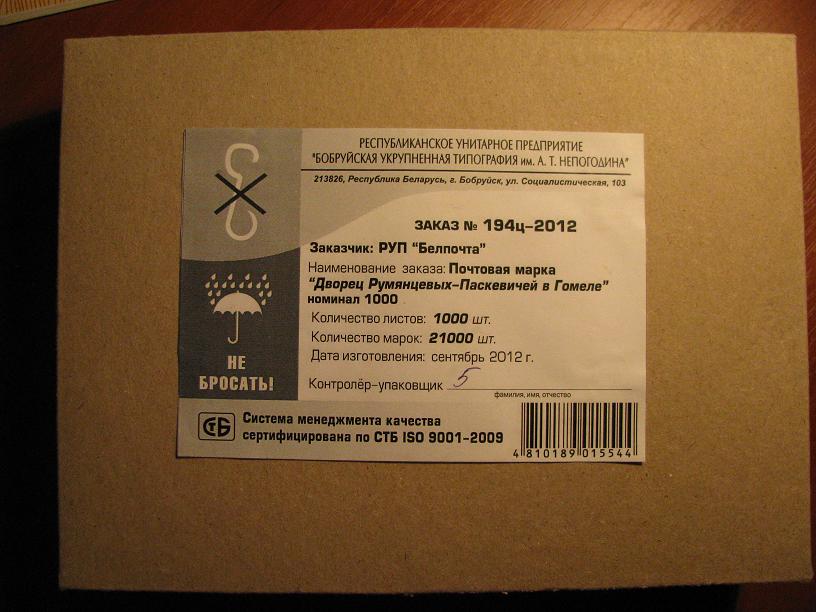 РЕСПУБЛИКАНСКОЕ УНИТАРНОЕ ПРЕДПРИЯТИЕ
"БОБРУЙСКАЯ УКРУПНЕННАЯ ТИПОГРАФИЯ им. А. Т. НЕПОГОДИНА"
213826, Республика Беларусь, г. Бобруйск, ул. Социалистическая, 103
ЗАКАЗ № 194ц-2012
Заказчик: РУП "Белпочта"
Наименование заказа: Почтовая марка
"Дворец Румянцевых-Паскевичей в Гомеле"
номинал 1000
Количество листов: 1000 шт.
Количество марок: 21000 шт.
Дата изготовления: сентябрь 2012 г.
Контролёр-упаковщик 5
фамилия, имя, отчество
НЕ
БРОСАТЬ!
СТБ
Система менеджмента качества
сертифицирована по СТБ ISO 9001-2009
4 810189 015544